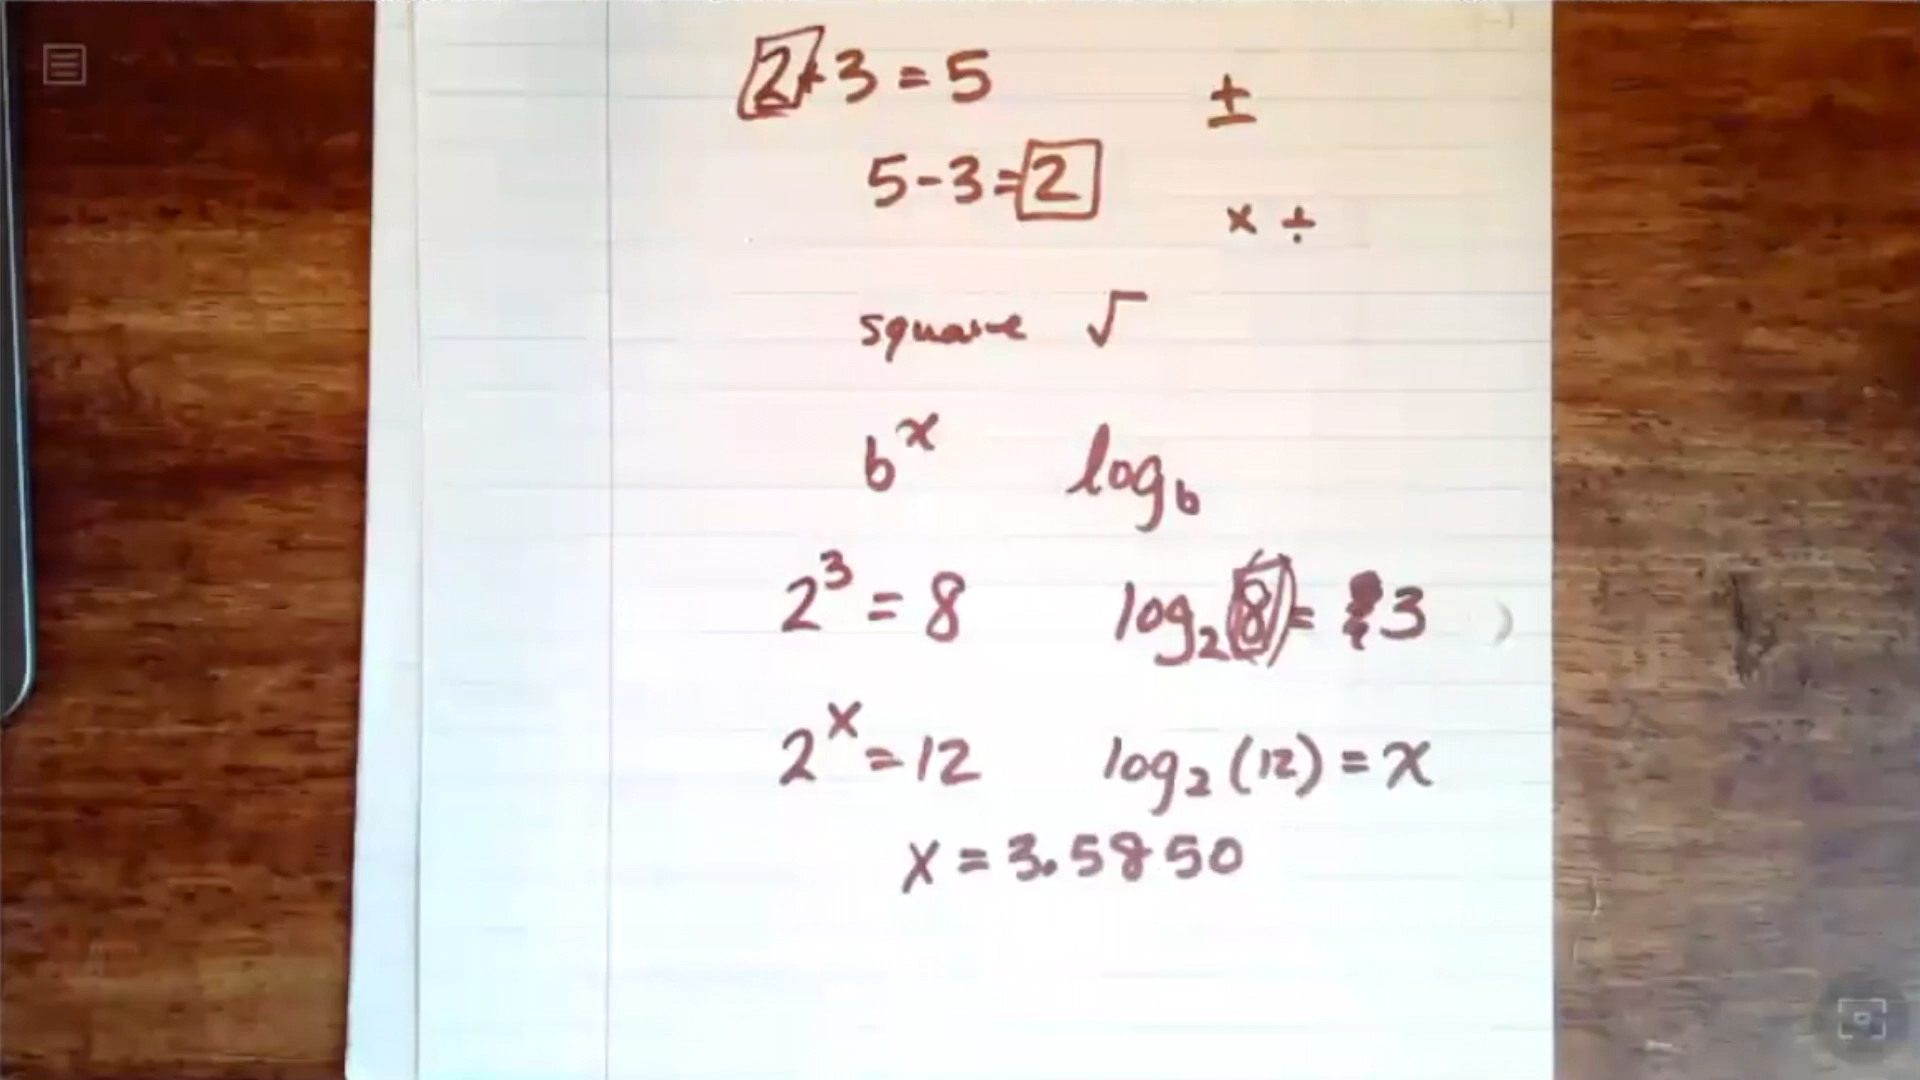 2+3=5 ±
5-3=2
× ÷
square √
b^x log_b
2^3=8 log_2(8)=3
2^x=12 log_2(12)=x
x=3.5850